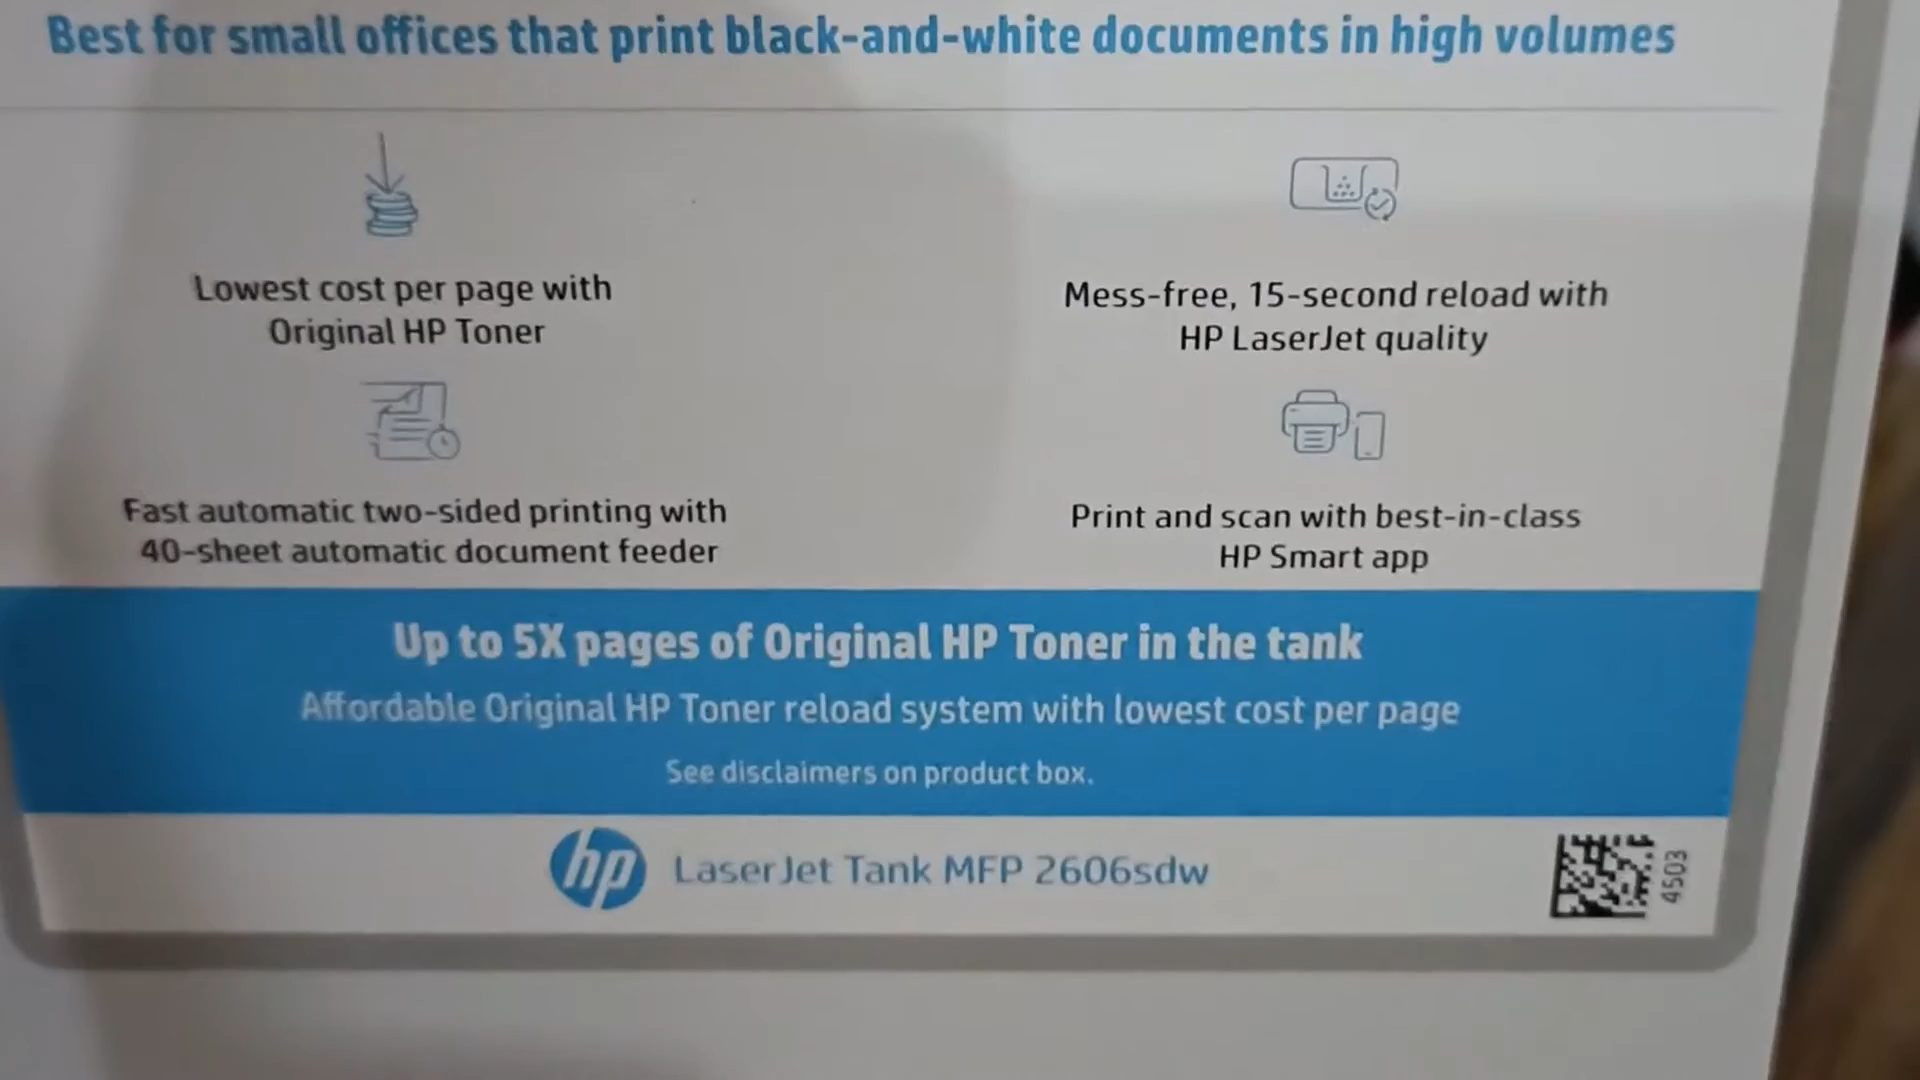 Best for small offices that print black-and-white documents in high volumes
Lowest cost per page with
Original HP Toner
Mess-free, 15-second reload with
HP LaserJet quality
Fast automatic two-sided printing with
40-sheet automatic document feeder
Print and scan with best-in-class
HP Smart app
Up to 5X pages of Original HP Toner in the tank
Affordable Original HP Toner reload system with lowest cost per page
See disclaimers on product box.
hp LaserJet Tank MFP 2606sdw
4503